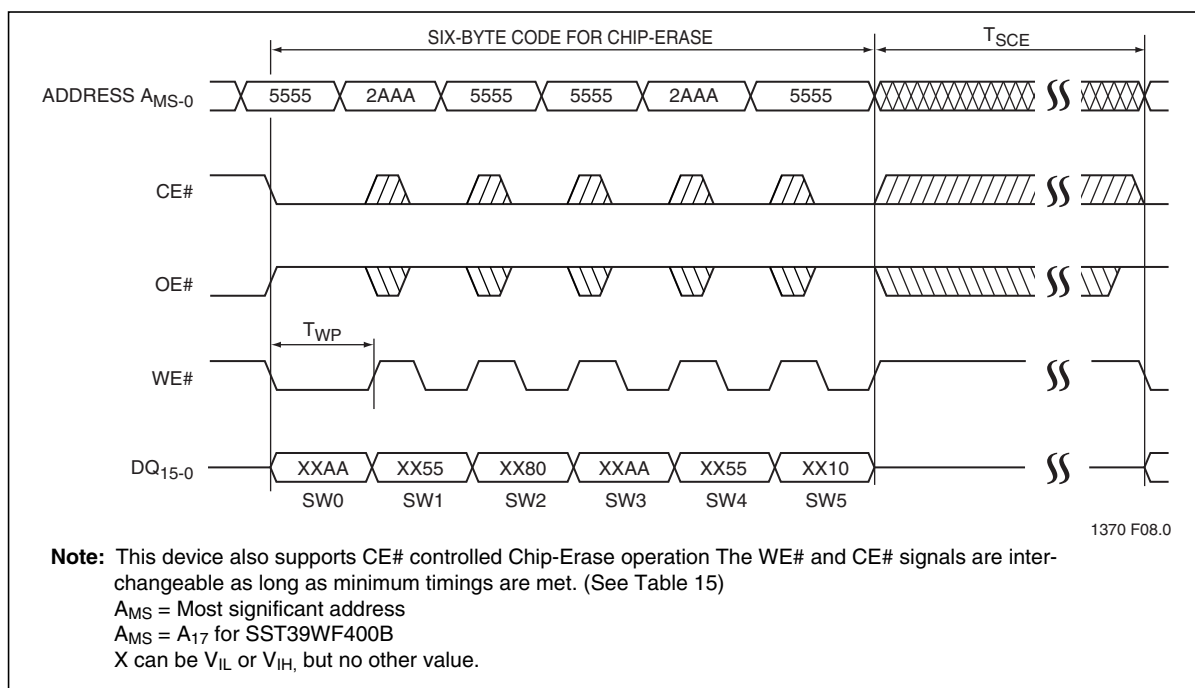 SIX-BYTE CODE FOR CHIP-ERASE TSCE
ADDRESS AMS-0 5555 2AAA 5555 5555 2AAA 5555
CE#
OE#
TWP
WE#
DQ15-0 XXAA XX55 XX80 XXAA XX55 XX10
SW0 SW1 SW2 SW3 SW4 SW5
1370 F08.0
Note: This device also supports CE# controlled Chip-Erase operation The WE# and CE# signals are inter-
changeable as long as minimum timings are met. (See Table 15)
AMS = Most significant address
AMS = A17 for SST39WF400B
X can be VIL or VIH, but no other value.